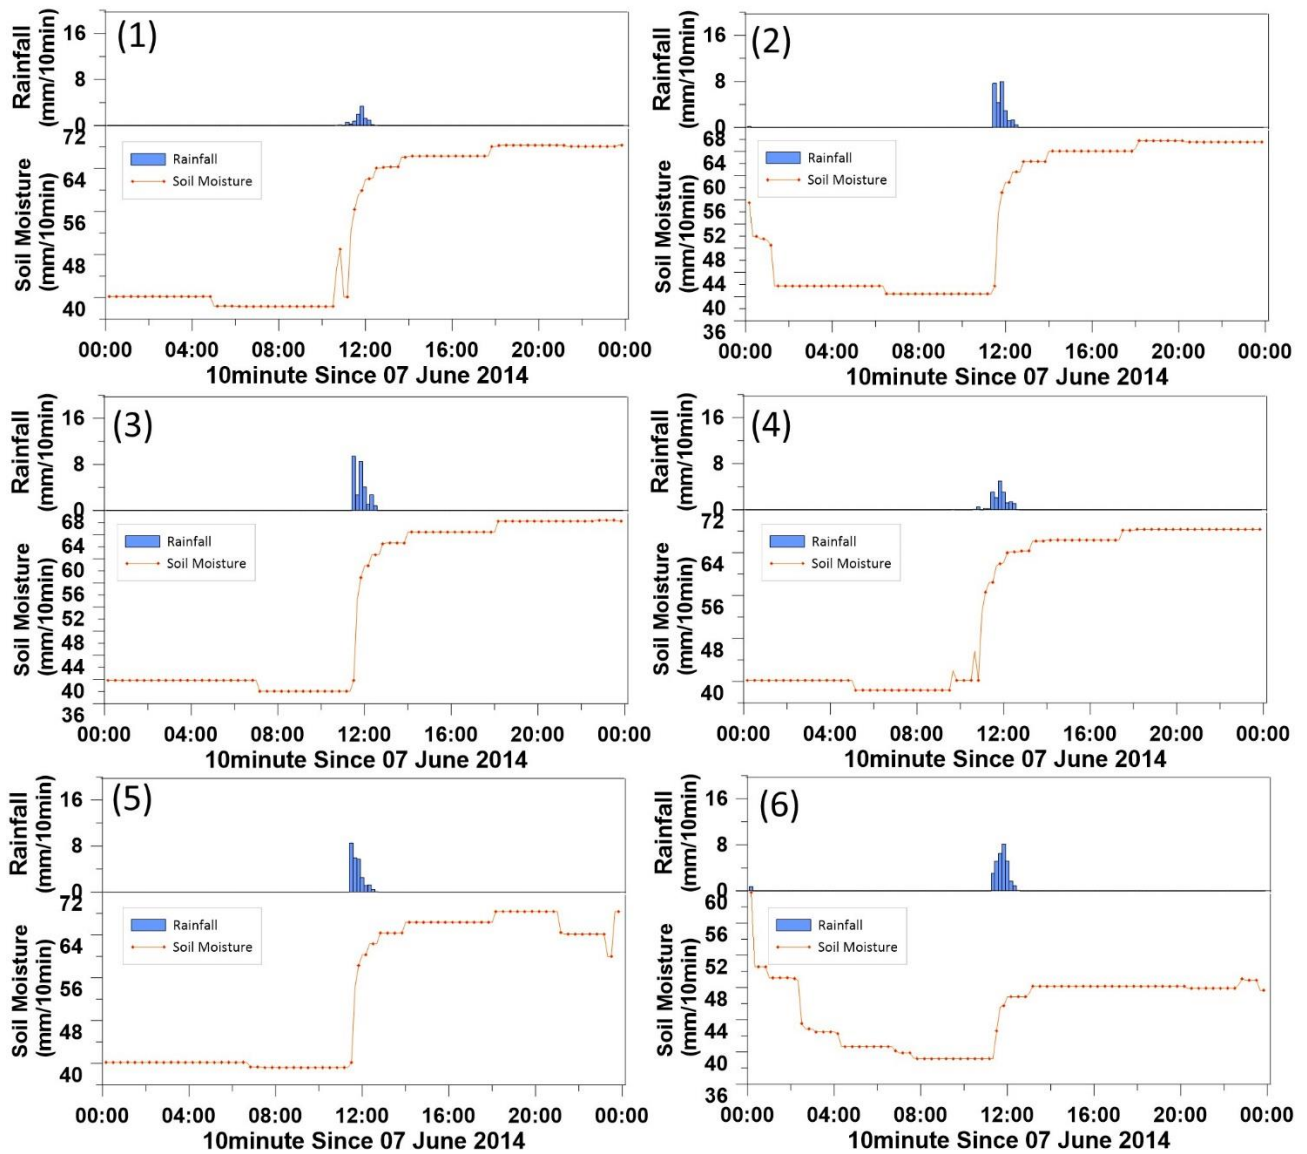 (1)
Rainfall
(mm/10min)
16
8
0
Soil Moisture
(mm/10min)
72
64
56
48
40
Rainfall
Soil Moisture
00:00 04:00 08:00 12:00 16:00 20:00 00:00
10minute Since 07 June 2014
(2)
Rainfall
(mm/10min)
16
8
0
Soil Moisture
(mm/10min)
68
64
60
56
52
48
44
40
36
Rainfall
Soil Moisture
00:00 04:00 08:00 12:00 16:00 20:00 00:00
10minute Since 07 June 2014
(3)
Rainfall
(mm/10min)
16
8
0
Soil Moisture
(mm/10min)
68
64
60
56
52
48
44
40
36
Rainfall
Soil Moisture
00:00 04:00 08:00 12:00 16:00 20:00 00:00
10minute Since 07 June 2014
(4)
Rainfall
(mm/10min)
16
8
0
Soil Moisture
(mm/10min)
72
64
56
48
40
Rainfall
Soil Moisture
00:00 04:00 08:00 12:00 16:00 20:00 00:00
10minute Since 07 June 2014
(5)
Rainfall
(mm/10min)
16
8
0
Soil Moisture
(mm/10min)
72
64
56
48
40
Rainfall
Soil Moisture
00:00 04:00 08:00 12:00 16:00 20:00 00:00
10minute Since 07 June 2014
(6)
Rainfall
(mm/10min)
16
8
0
Soil Moisture
(mm/10min)
60
56
52
48
44
40
36
Rainfall
Soil Moisture
00:00 04:00 08:00 12:00 16:00 20:00 00:00
10minute Since 07 June 2014